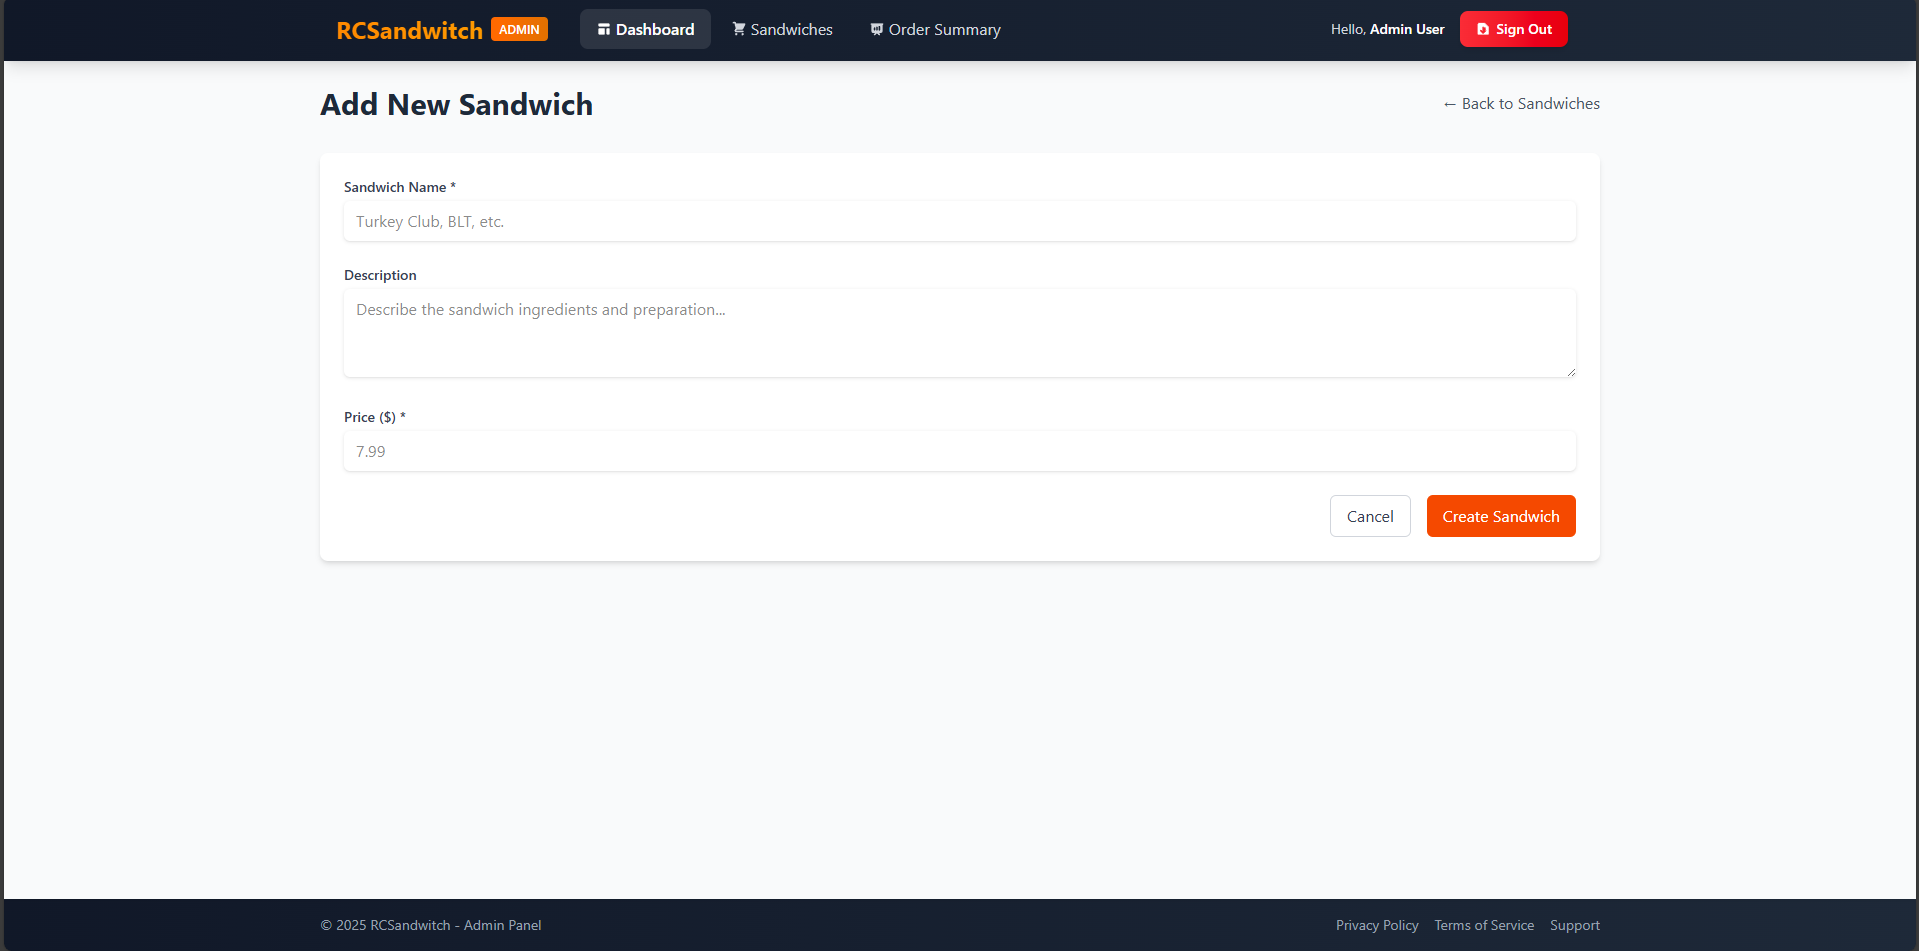 RCSandwitch ADMIN Dashboard Sandwiches Order Summary Hello, Admin User Sign Out
Add New Sandwich ← Back to Sandwiches
Sandwich Name *
Turkey Club, BLT, etc.
Description
Describe the sandwich ingredients and preparation...
Price ($) *
7.99
Cancel Create Sandwich
© 2025 RCSandwitch - Admin Panel Privacy Policy Terms of Service Support